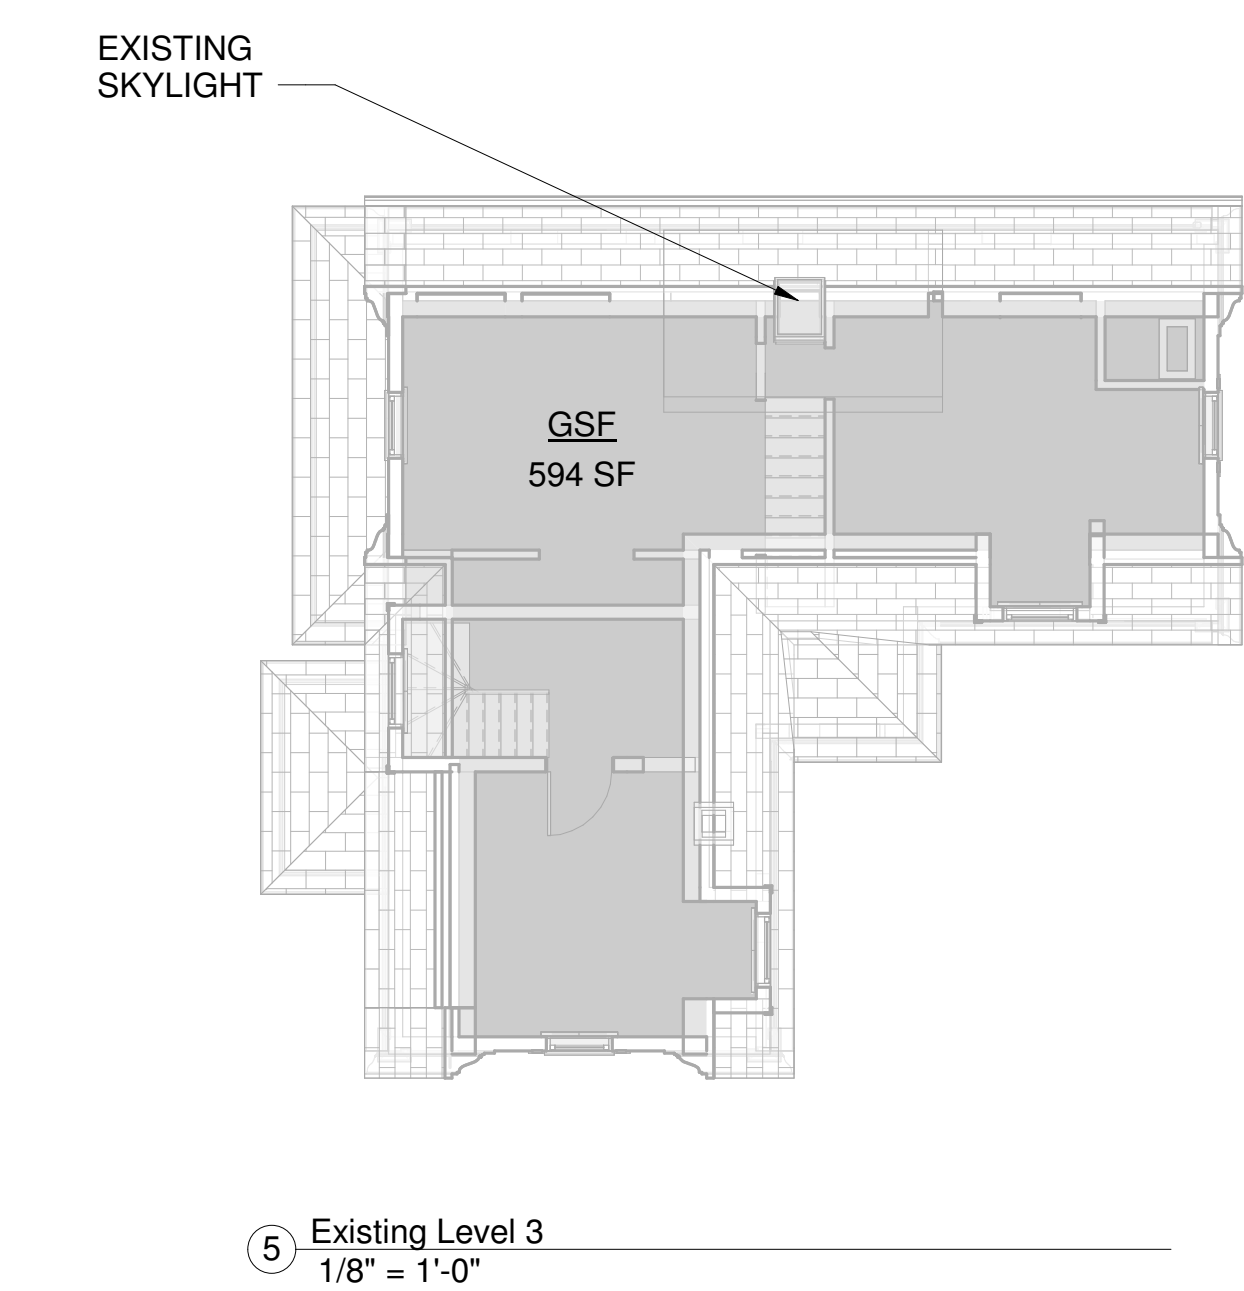 EXISTING
SKYLIGHT
GSF
594 SF
5
Existing Level 3
1/8" = 1'-0"